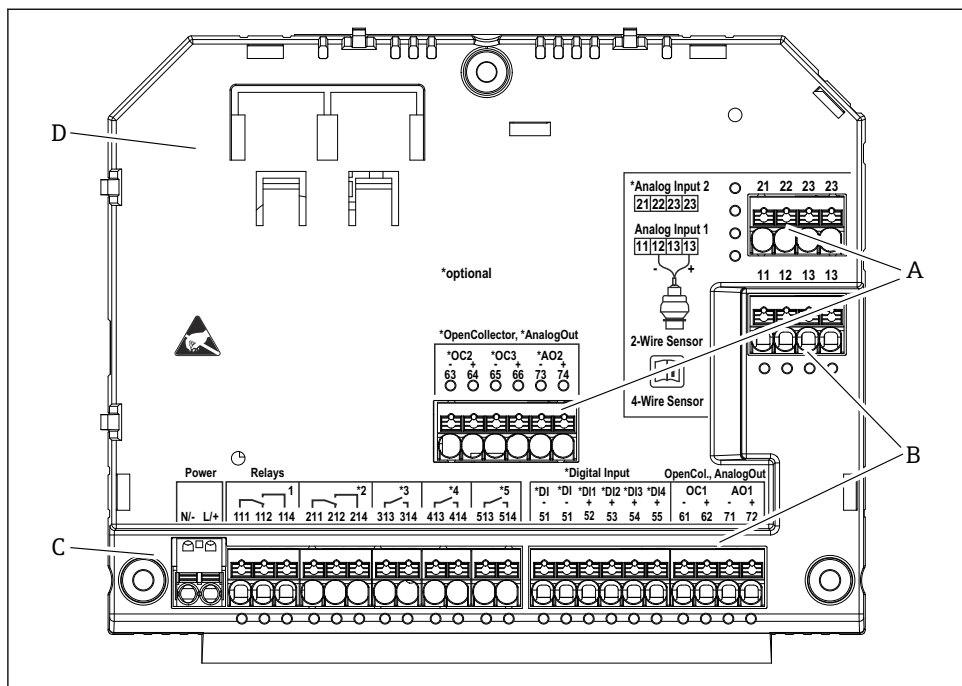 D
*Analog Input 2
21 22 23 23
21 22 23 23
Analog Input 1
11 12 13 13
- +
A
11 12 13 13
*optional
2-Wire Sensor
4-Wire Sensor
*OpenCollector, *AnalogOut
*OC2 *OC3 *AO2
- + - + - +
63 64 65 66 73 74
B
Power Relays *Digital Input OpenCol., AnalogOut
1 *2 *3 *4 *5
*DI *DI *DI1 *DI2 *DI3 *DI4 OC1 AO1
- - + + + + - + - +
N/- L/+ 111 112 114 211 212 214 313 314 413 414 513 514 51 51 52 53 54 55 61 62 71 72
C